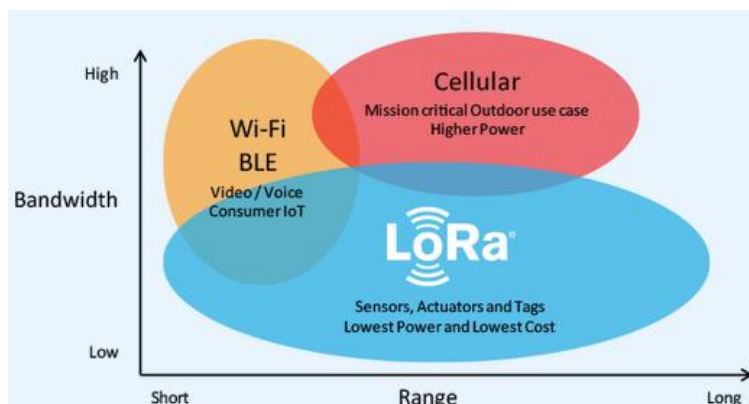 High
Cellular
Mission critical Outdoor use case
Higher Power
Wi-Fi
BLE
Video / Voice
Consumer IoT
Bandwidth
LoRa®
Sensors, Actuators and Tags
Lowest Power and Lowest Cost
Low
Short
Range
Long